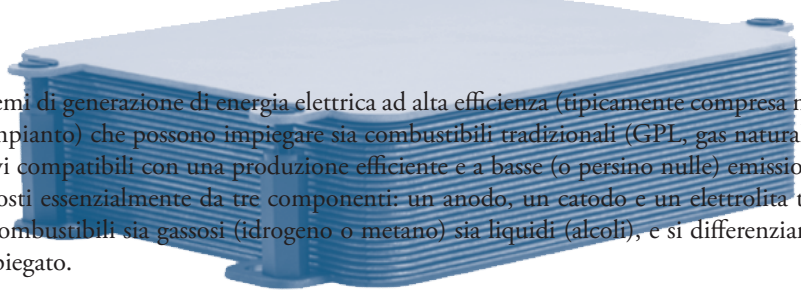 emi di generazione di energia elettrica ad alta efficienza (tipicamente compresa
mpianto) che possono impiegare sia combustibili tradizionali (GPL, gas natura
vi compatibili con una produzione efficiente e a basse (o persino nulle) emissio
osti essenzialmente da tre componenti: un anodo, un catodo e un elettrolita
ombustibili sia gassosi (idrogeno o metano) sia liquidi (alcoli), e si differenzia
piegato.